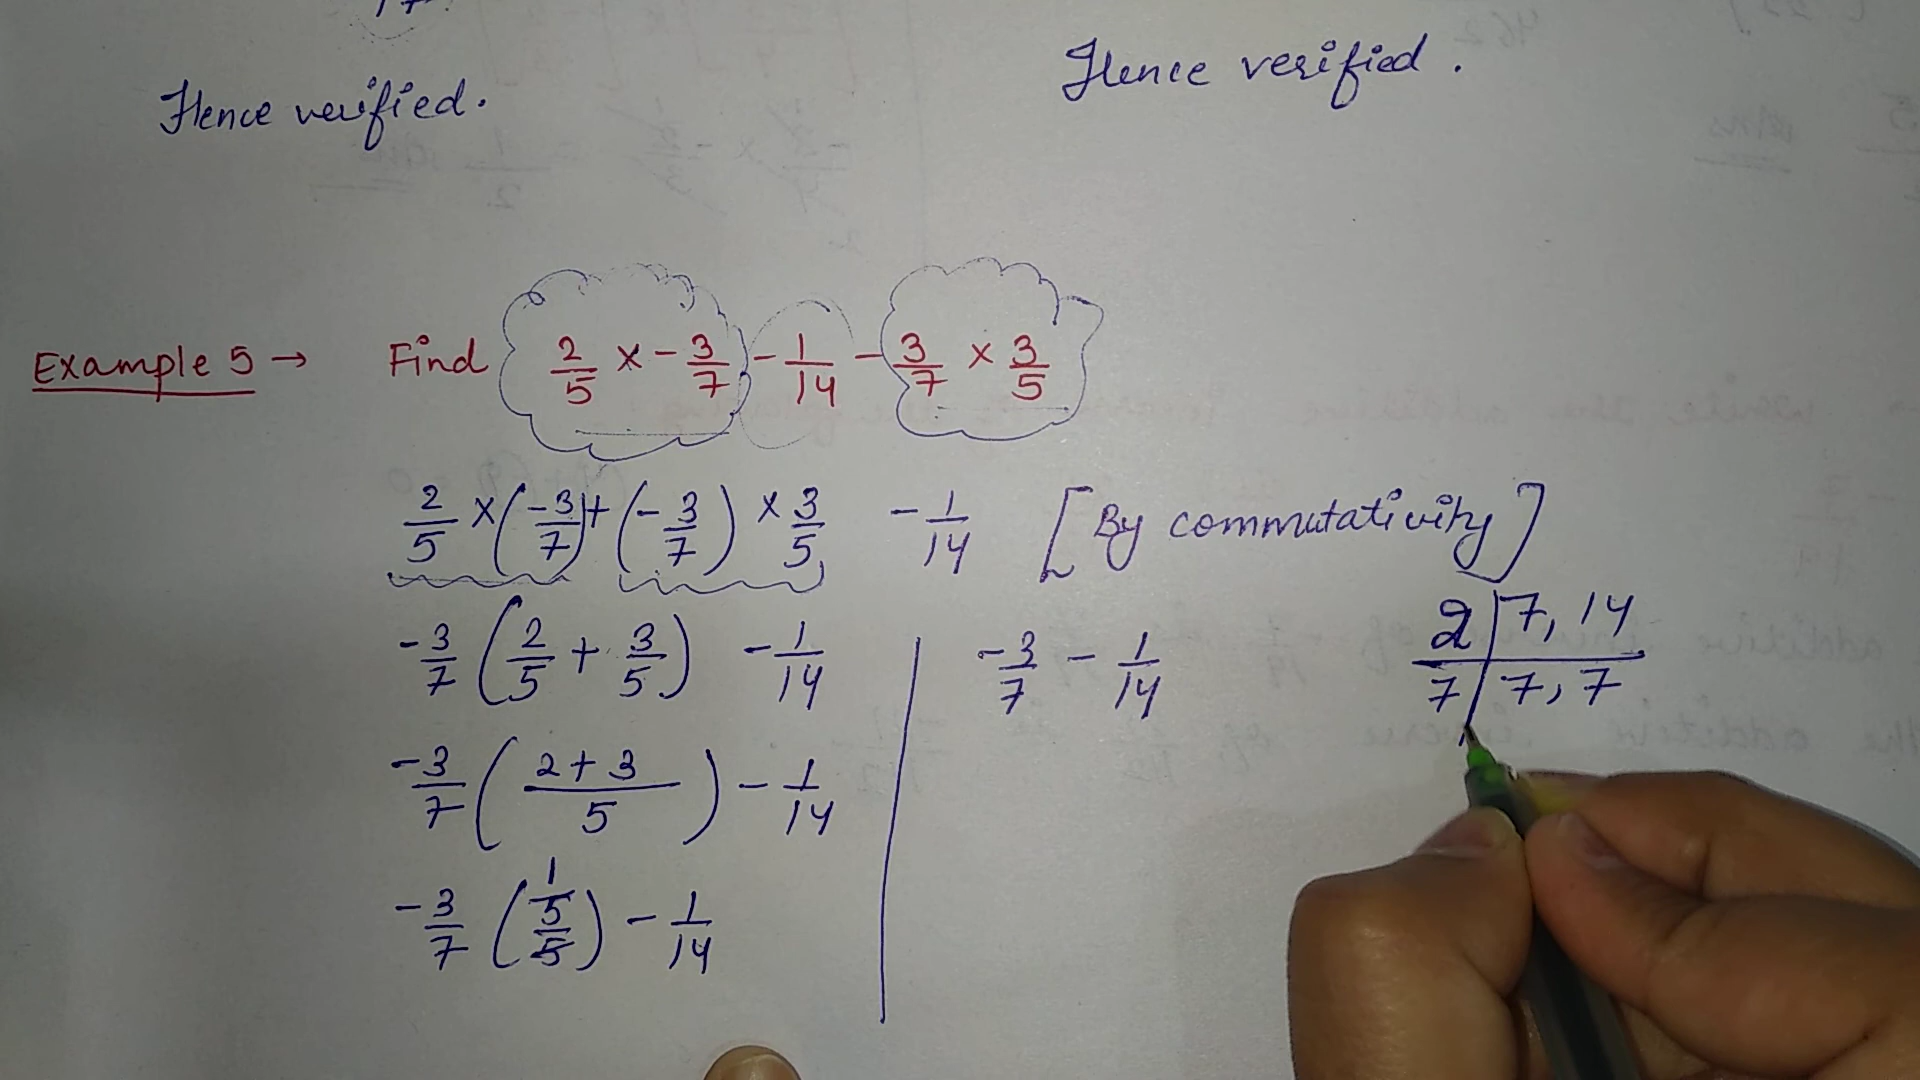 Hence verified.
Hence verified.
Example 5 → Find 2/5 × -3/7 - 1/14 - 3/7 × 3/5
2/5 × (-3/7) + (-3/7) × 3/5 - 1/14 [By commutativity]
-3/7 (2/5 + 3/5) - 1/14
-3/7 ((2+3)/5) - 1/14
-3/7 (5/5) - 1/14
1
-3/7 - 1/14
2 | 7, 14
7 | 7, 7